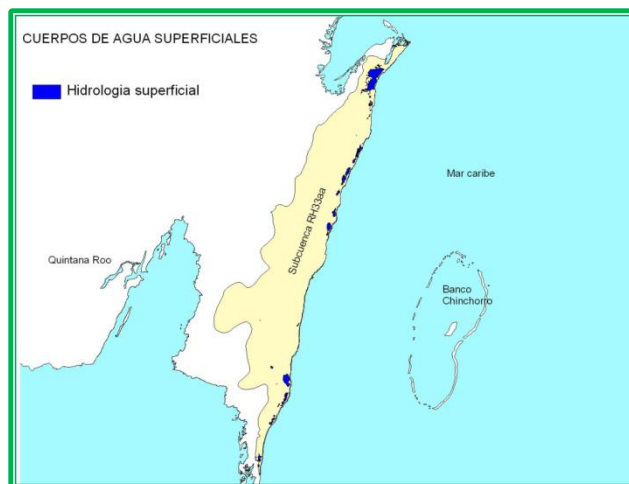 CUERPOS DE AGUA SUPERFICIALES
Hidrologia superficial
Mar caribe
Subcuenca RH33aa
Quintana Roo
Banco
Chinchorro